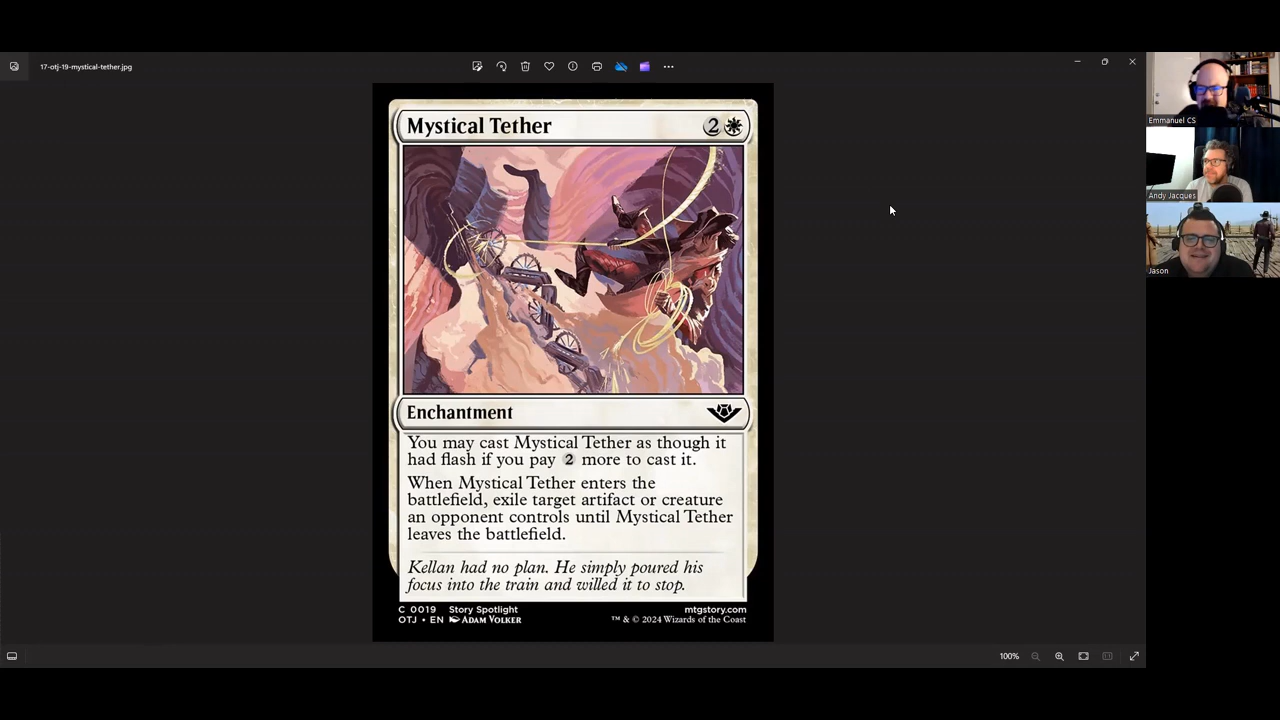 17-otj-19-mystical-tether.jpg
Mystical Tether 2
Enchantment
You may cast Mystical Tether as though it
had flash if you pay 2 more to cast it.
When Mystical Tether enters the
battlefield, exile target artifact or creature
an opponent controls until Mystical Tether
leaves the battlefield.
Kellan had no plan. He simply poured his
focus into the train and willed it to stop.
C 0019 Story Spotlight mtgstory.com
OTJ • EN ADAM VOLKER ™ & © 2024 Wizards of the Coast
100%
Emmanuel CS
Andy Jacques
Jason